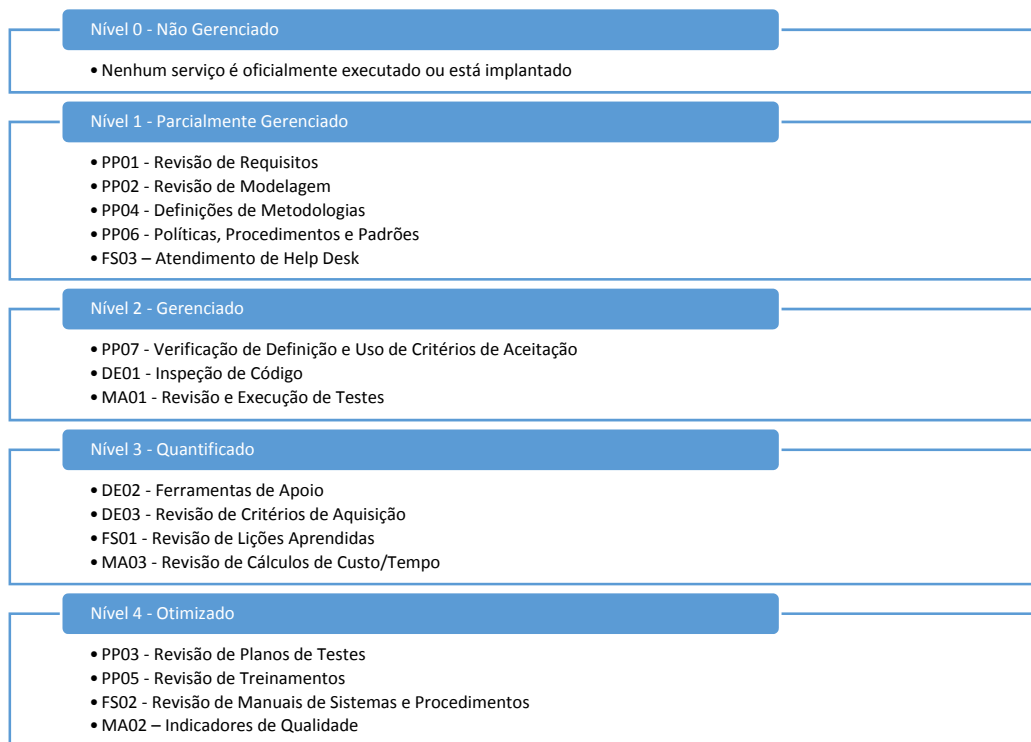 Nível 0 - Não Gerenciado
• Nenhum serviço é oficialmente executado ou está implantado
Nível 1 - Parcialmente Gerenciado
• PP01 - Revisão de Requisitos
• PP02 - Revisão de Modelagem
• PP04 - Definições de Metodologias
• PP06 - Políticas, Procedimentos e Padrões
• FS03 – Atendimento de Help Desk
Nível 2 - Gerenciado
• PP07 - Verificação de Definição e Uso de Critérios de Aceitação
• DE01 - Inspeção de Código
• MA01 - Revisão e Execução de Testes
Nível 3 - Quantificado
• DE02 - Ferramentas de Apoio
• DE03 - Revisão de Critérios de Aquisição
• FS01 - Revisão de Lições Aprendidas
• MA03 - Revisão de Cálculos de Custo/Tempo
Nível 4 - Otimizado
• PP03 - Revisão de Planos de Testes
• PP05 - Revisão de Treinamentos
• FS02 - Revisão de Manuais de Sistemas e Procedimentos
• MA02 – Indicadores de Qualidade